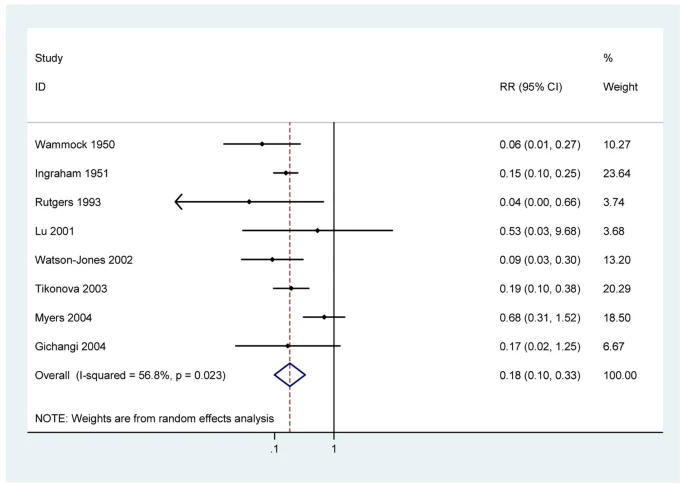 Study %
ID RR (95% CI) Weight
Wammock 1950 0.06 (0.01, 0.27) 10.27
Ingraham 1951 0.15 (0.10, 0.25) 23.64
Rutgers 1993 0.04 (0.00, 0.66) 3.74
Lu 2001 0.53 (0.03, 9.68) 3.68
Watson-Jones 2002 0.09 (0.03, 0.30) 13.20
Tikonova 2003 0.19 (0.10, 0.38) 20.29
Myers 2004 0.68 (0.31, 1.52) 18.50
Gichangi 2004 0.17 (0.02, 1.25) 6.67
Overall (I-squared = 56.8%, p = 0.023) 0.18 (0.10, 0.33) 100.00
NOTE: Weights are from random effects analysis
.1 1